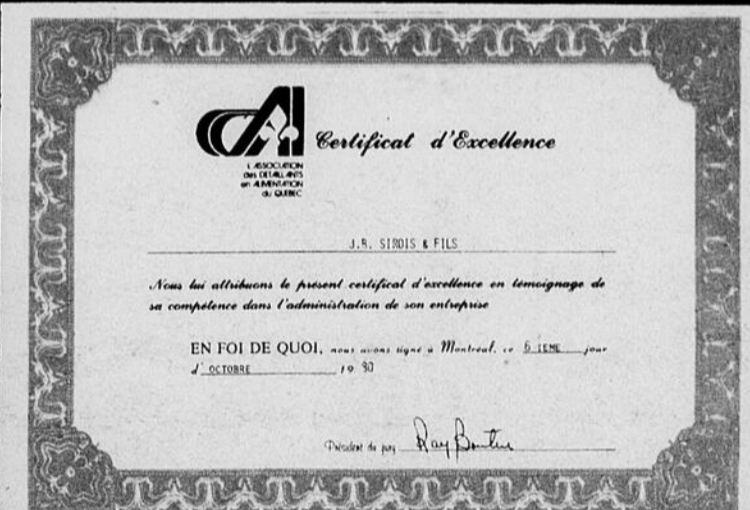 Certificat d'Excellence
L'ASSOCIATION
des DÉTAILLANTS
en ALIMENTATION
du QUÉBEC
J.R. SIROIS & FILS
Nous lui attribuons le présent certificat d'excellence en témoignage de
sa compétence dans l'administration de son entreprise
EN FOI DE QUOI, nous avons signé à Montréal, ce 6 IEME jour
d' OCTOBRE 19 80
Président du jury Ray